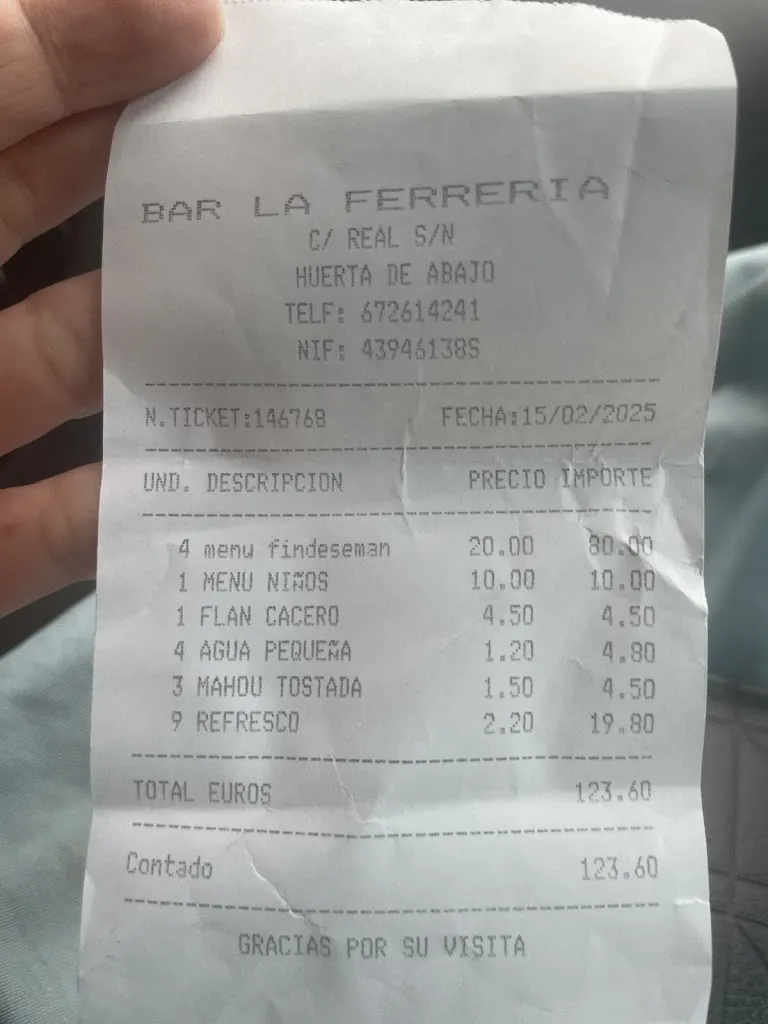 BAR LA FERRERIA
C/ REAL S/N
HUERTA DE ABAJO
TELF: 672614241
NIF: 43946138S
N.TICKET:146768 FECHA:15/02/2025
UND. DESCRIPCION PRECIO IMPORTE
4 menu findeseman 20.00 80.00
1 MENU NIÑOS 10.00 10.00
1 FLAN CACERO 4.50 4.50
4 AGUA PEQUEÑA 1.20 4.80
3 MAHOU TOSTADA 1.50 4.50
9 REFRESCO 2.20 19.80
TOTAL EUROS 123.60
Contado 123.60
GRACIAS POR SU VISITA